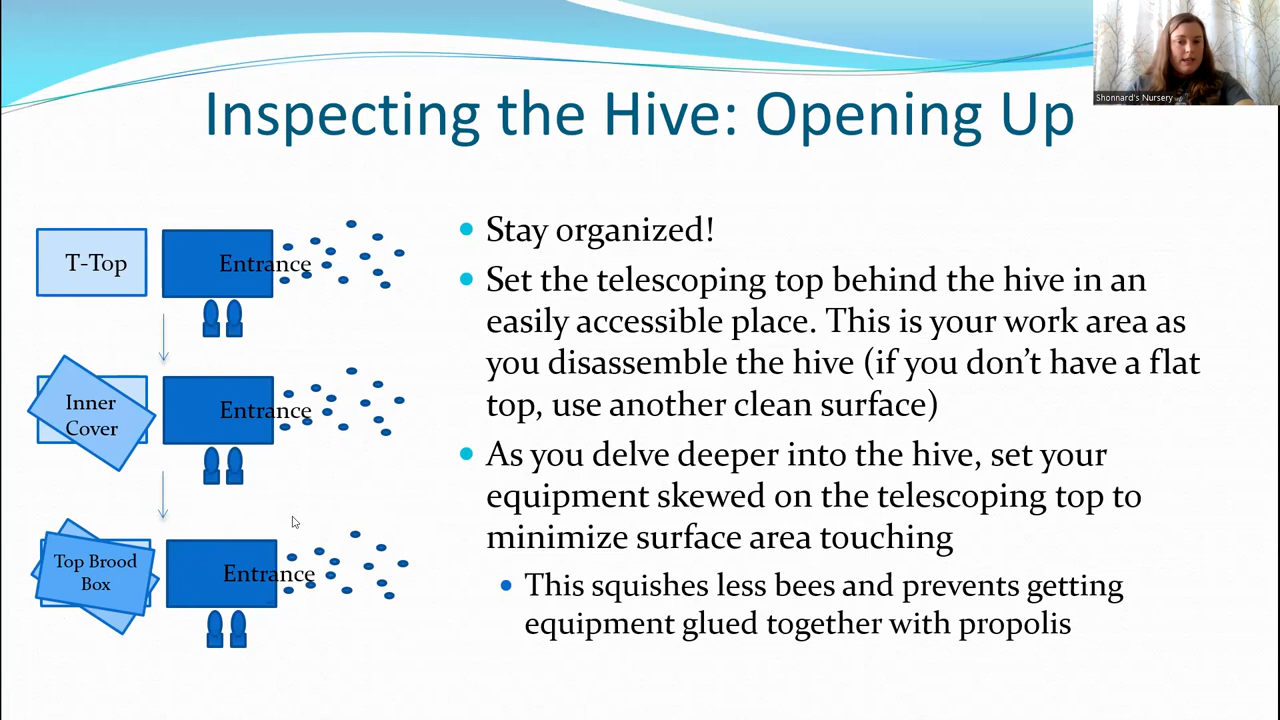 Shonnard's Nursery
Inspecting the Hive: Opening Up
T-Top
Entrance
Inner
Cover
Entrance
Top Brood
Box
Entrance
Stay organized!
Set the telescoping top behind the hive in an
easily accessible place. This is your work area as
you disassemble the hive (if you don’t have a flat
top, use another clean surface)
As you delve deeper into the hive, set your
equipment skewed on the telescoping top to
minimize surface area touching
This squishes less bees and prevents getting
equipment glued together with propolis